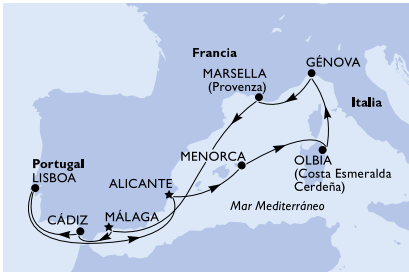 Francia
GÉNOVA
MARSELLA
(Provenza)
Italia
Portugal
LISBOA
ALICANTE
MENORCA
OLBIA
(Costa Esmeralda
Cerdeña)
CÁDIZ
MÁLAGA
Mar Mediterráneo